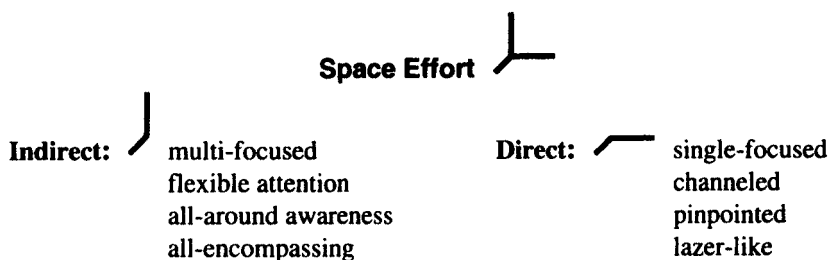 Space Effort
Indirect: multi-focused
flexible attention
all-around awareness
all-encompassing
Direct: single-focused
channeled
pinpointed
lazer-like